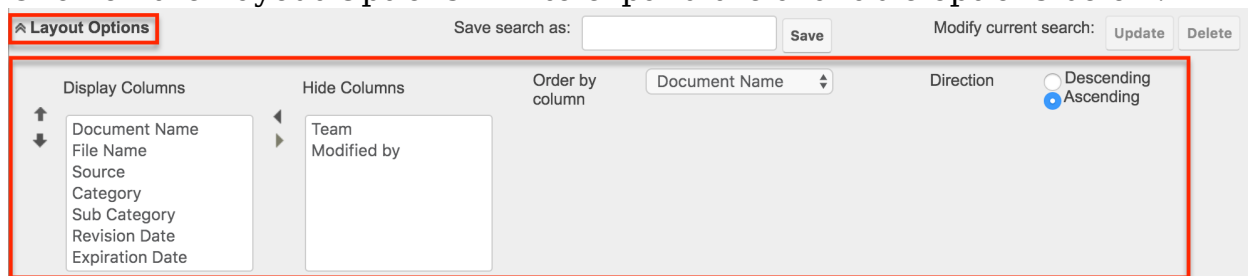 Layout Options Save search as: Save Modify current search: Update Delete
Display Columns Hide Columns Order by column Document Name Direction Descending
Ascending
Document Name
File Name
Source
Category
Sub Category
Revision Date
Expiration Date
Team
Modified by